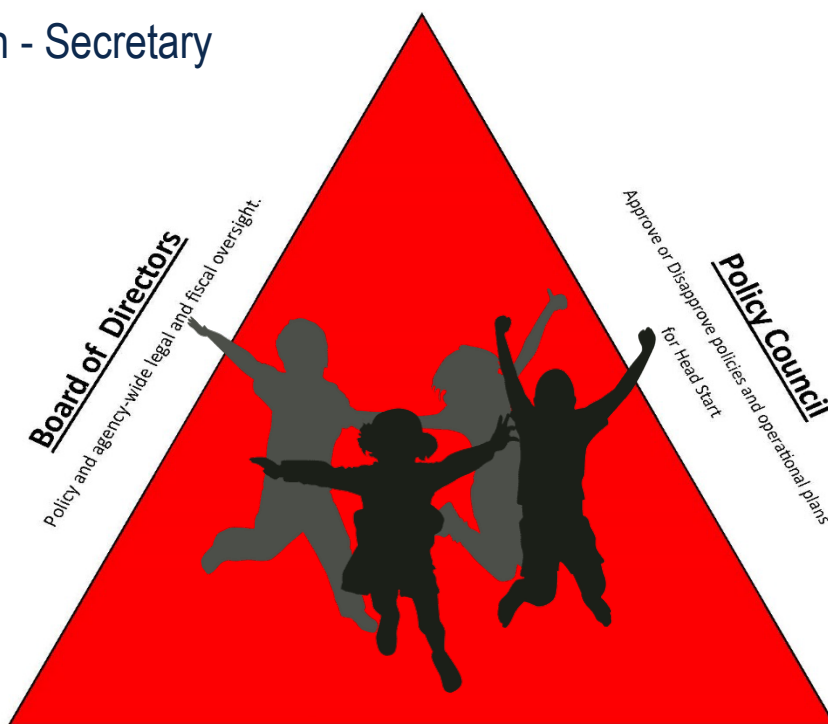 n - Secretary
Board of Directors
Policy and agency-wide legal and fiscal oversight.
Policy Council
Approve or Disapprove policies and operational plans
for Head Start